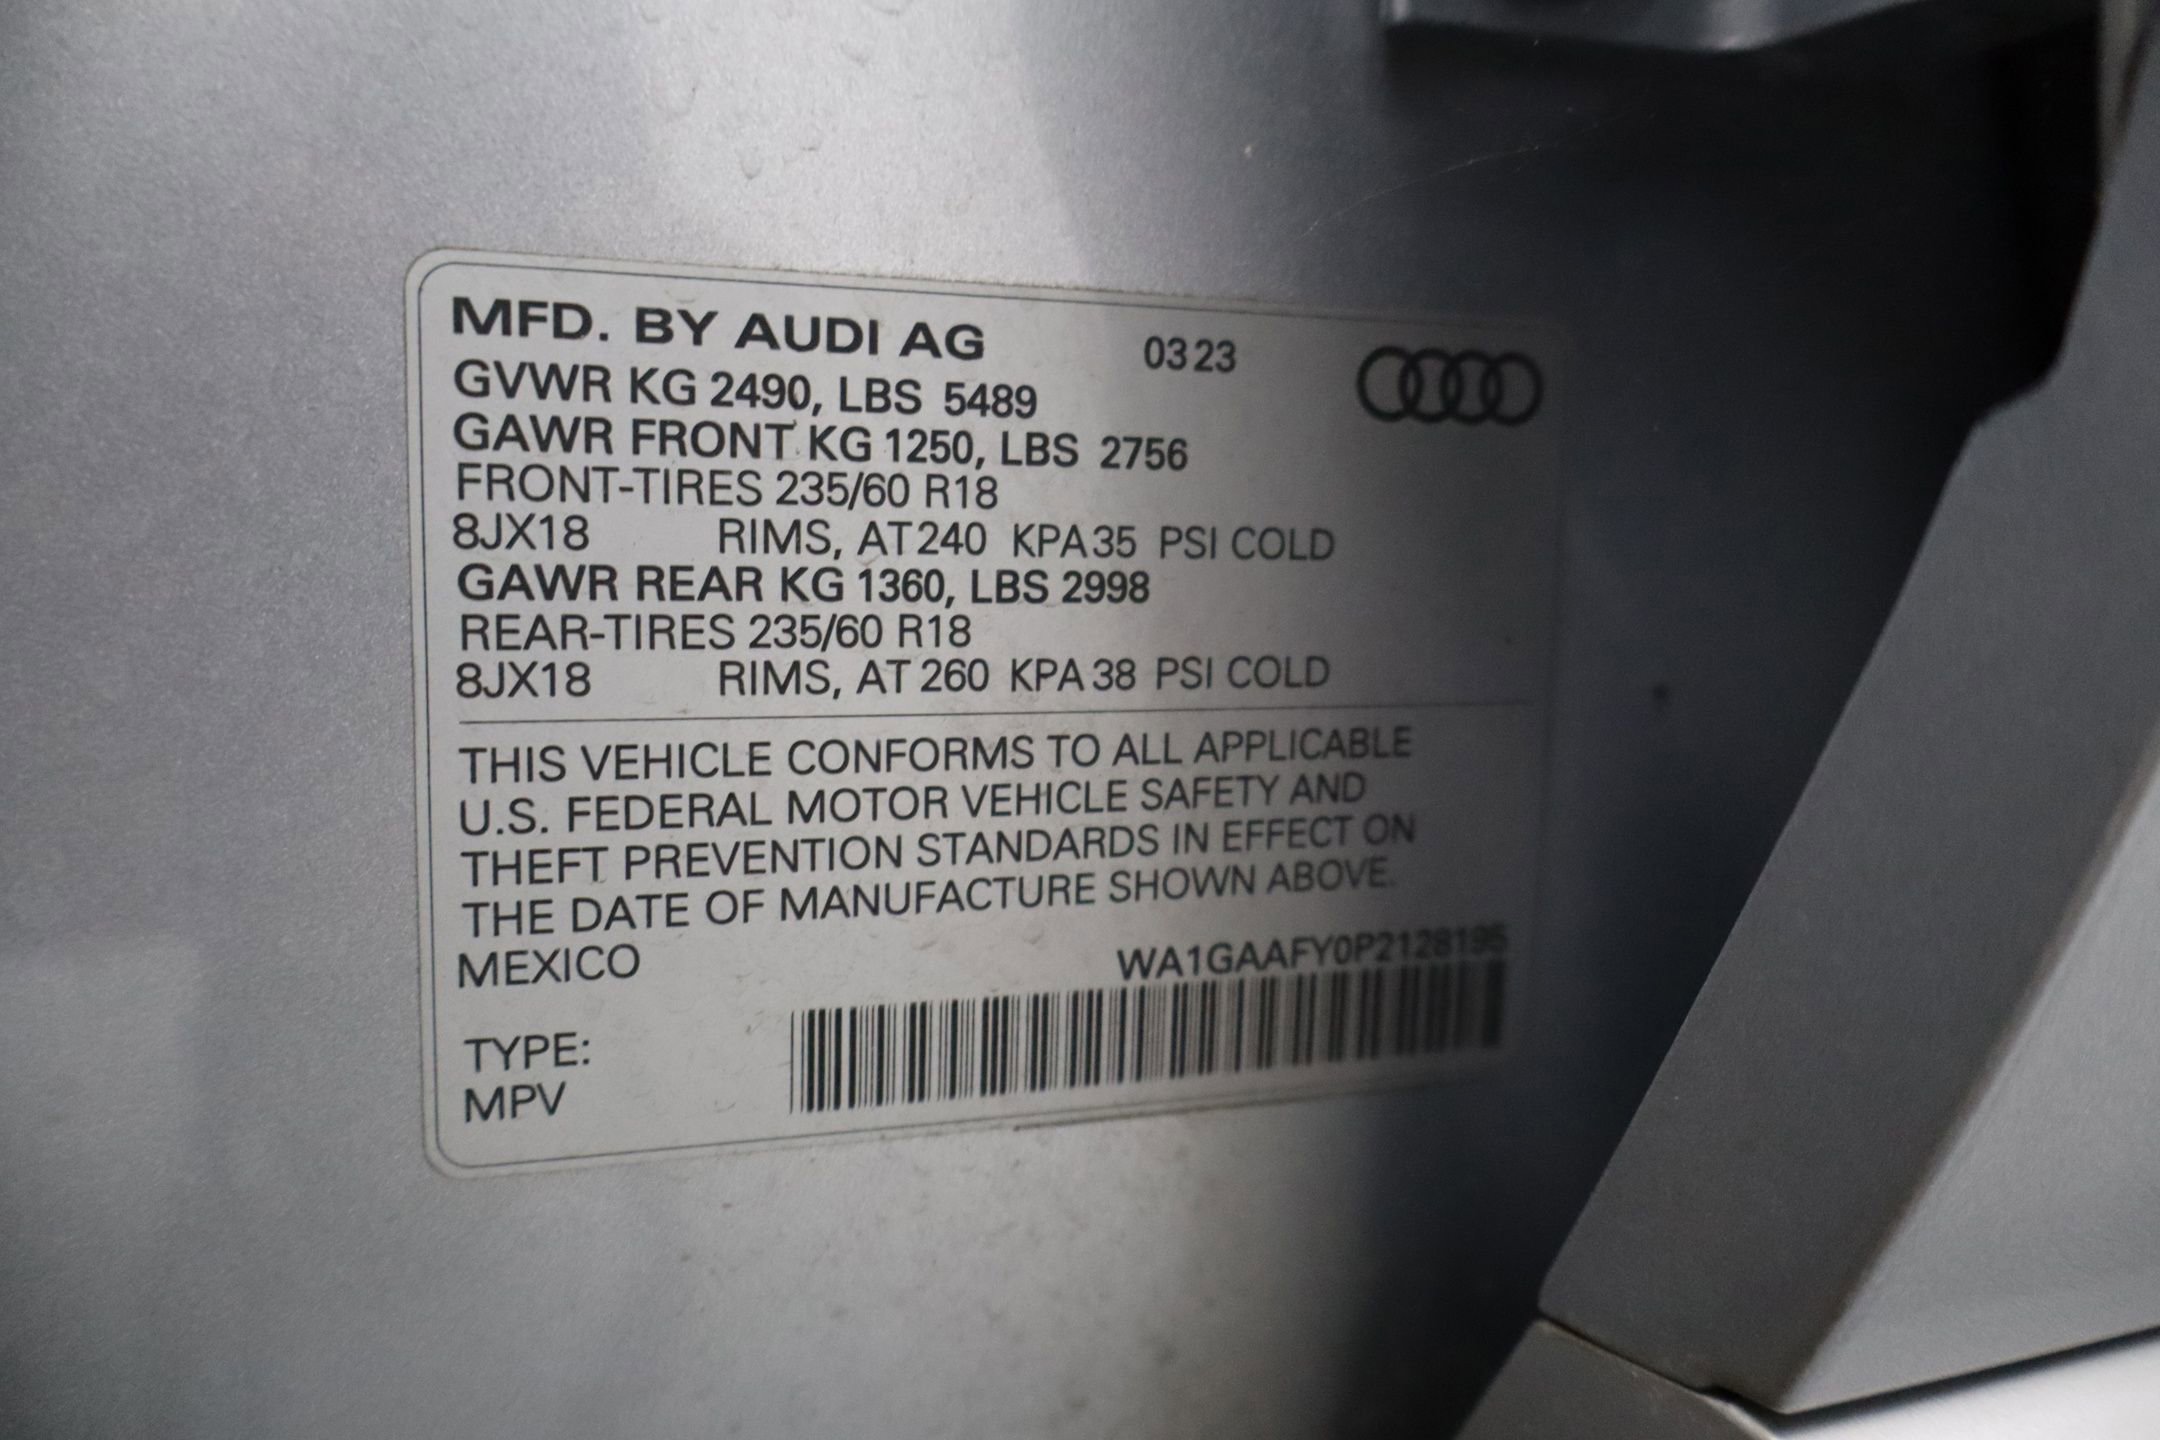 MFD. BY AUDI AG 0323
GVWR KG 2490, LBS 5489
GAWR FRONT KG 1250, LBS 2756
FRONT-TIRES 235/60 R18
8JX18 RIMS, AT 240 KPA 35 PSI COLD
GAWR REAR KG 1360, LBS 2998
REAR-TIRES 235/60 R18
8JX18 RIMS, AT 260 KPA 38 PSI COLD
THIS VEHICLE CONFORMS TO ALL APPLICABLE
U.S. FEDERAL MOTOR VEHICLE SAFETY AND
THEFT PREVENTION STANDARDS IN EFFECT ON
THE DATE OF MANUFACTURE SHOWN ABOVE.
MEXICO WA1GAAFY0P2128195
TYPE:
MPV